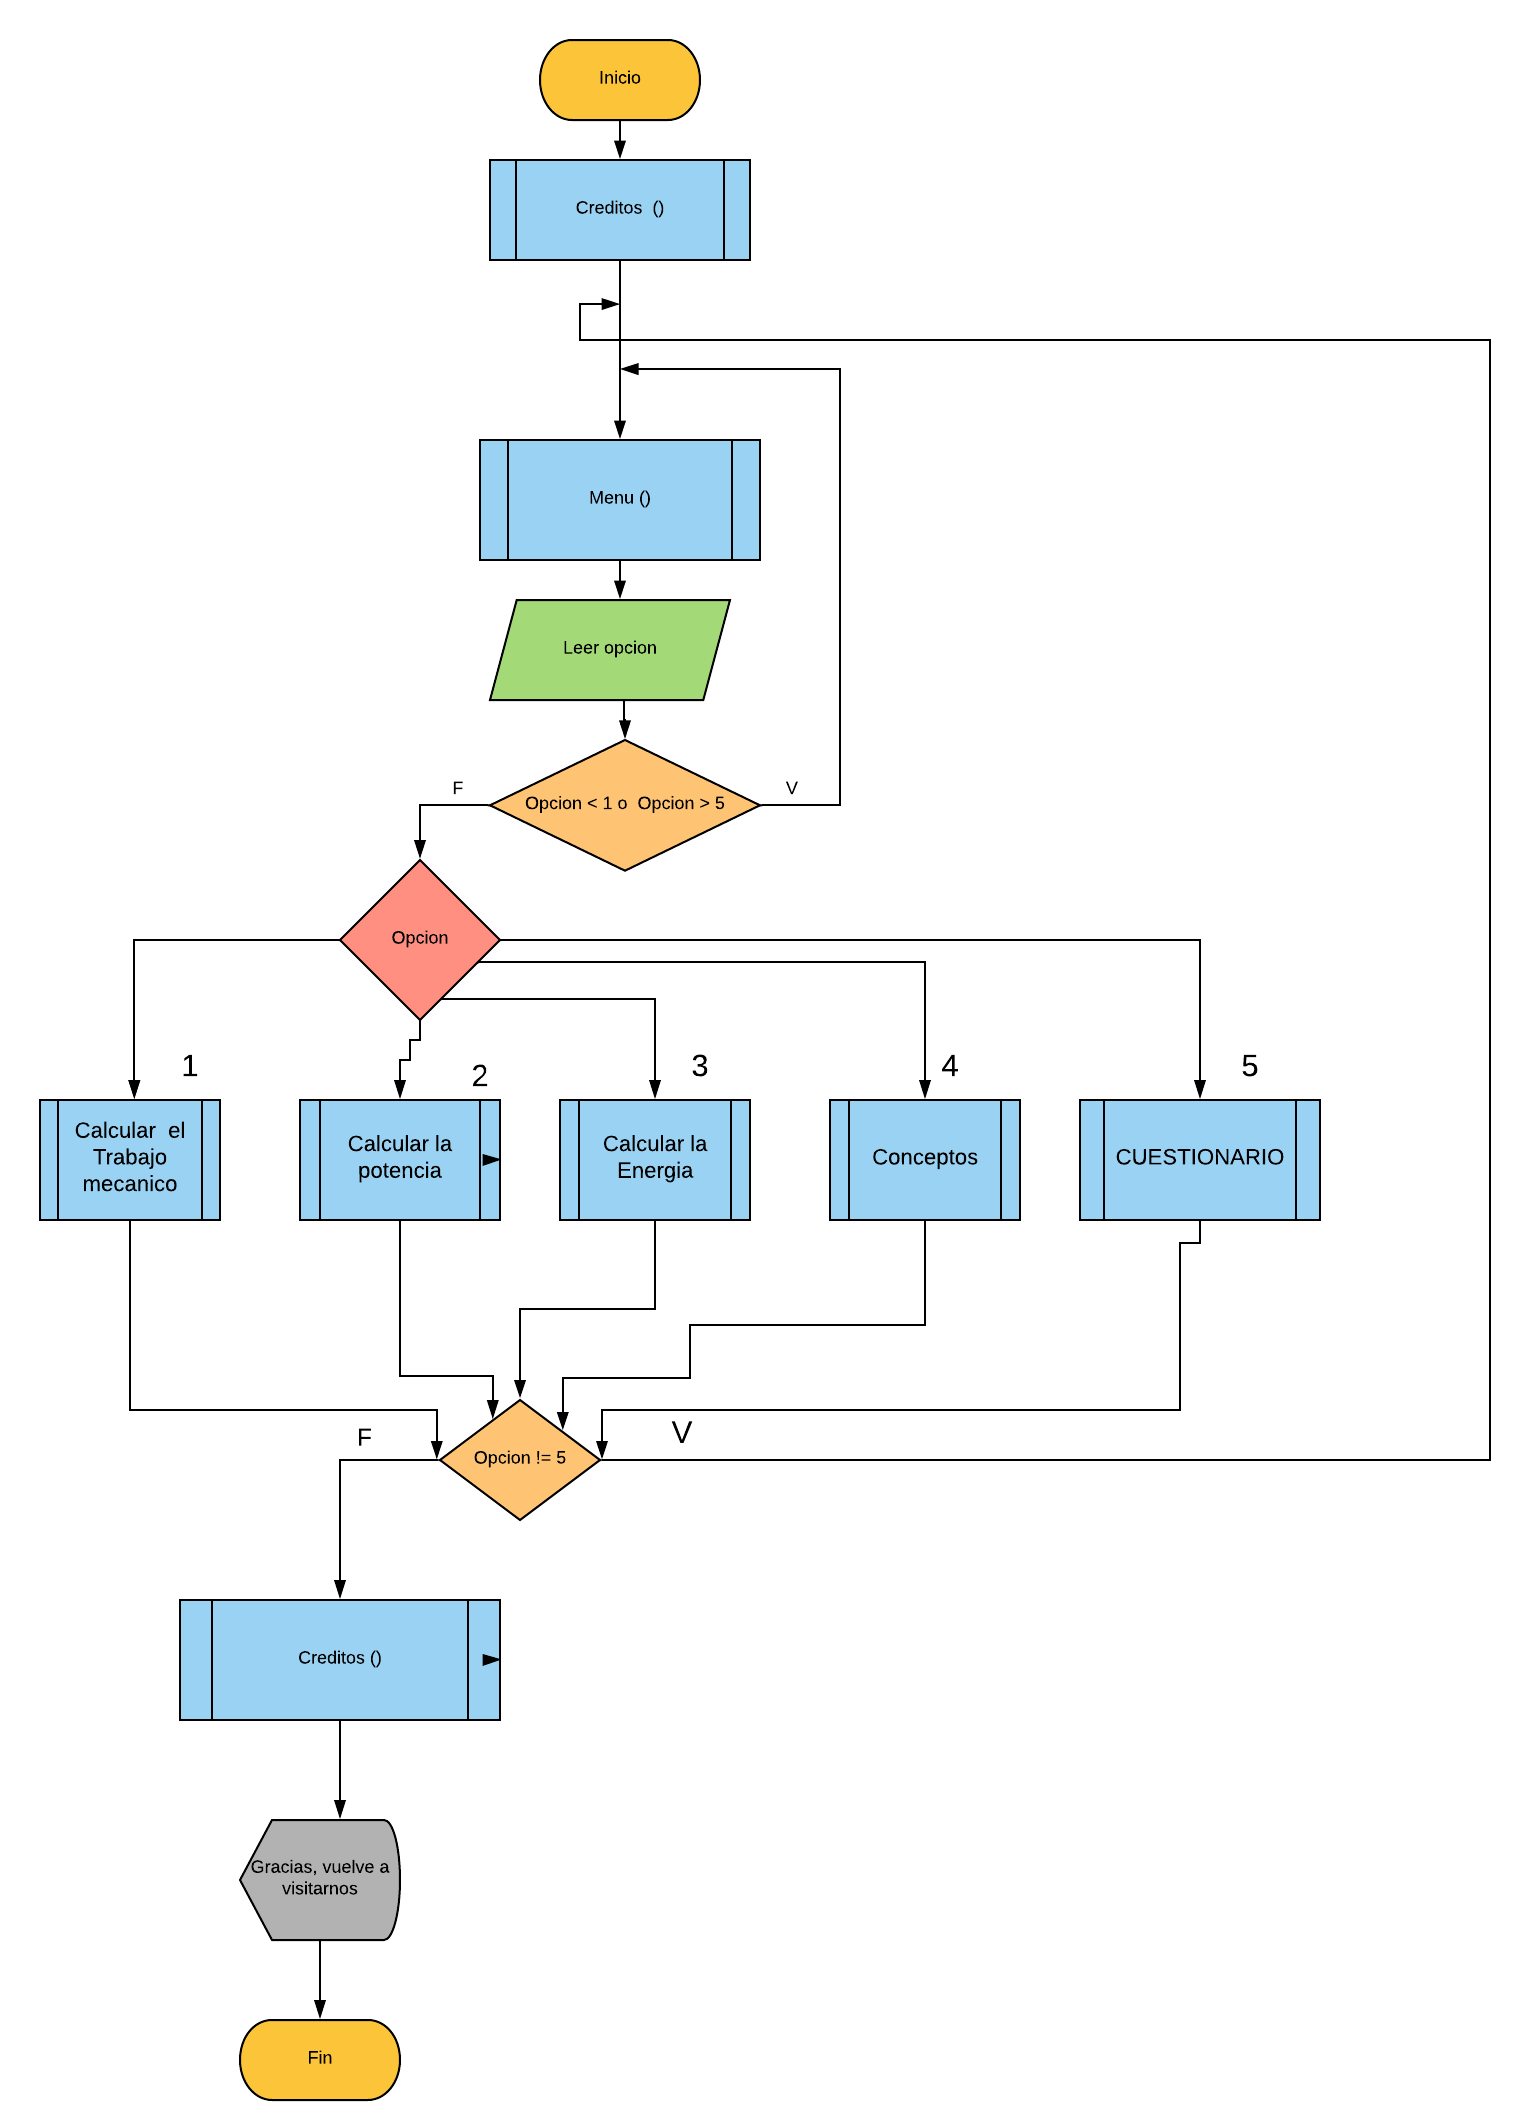 Inicio
Creditos  ()
Menu ()
Leer opcion
F
V
Opcion < 1 o  Opcion > 5
Opcion
1
2
3
4
5
Calcular  el
Trabajo
mecanico
Calcular la
potencia
Calcular la
Energia
Conceptos
CUESTIONARIO
F
V
Opcion != 5
Creditos ()
Gracias, vuelve a
visitarnos
Fin